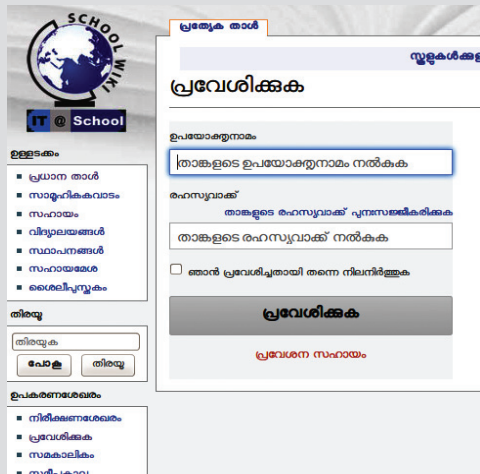 SCHOOL WIKI
IT @ School
ഉള്ളടക്കം
പ്രധാന താൾ
സാമൂഹികകവാടം
സഹായം
വിദ്യാലയങ്ങൾ
സ്ഥാപനങ്ങൾ
സഹായമേശ
ശൈലീപുസ്തകം
തിരയൂ
തിരയുക
പോകൂ
തിരയൂ
ഉപകരണശേഖരം
നിരീക്ഷണശേഖരം
പ്രവേശിക്കുക
സമകാലികം
പ്രത്യേക താൾ
പ്രവേശിക്കുക
ഉപയോക്തൃനാമം
താങ്കളുടെ ഉപയോക്തൃനാമം നൽകുക
രഹസ്യവാക്ക്
താങ്കളുടെ രഹസ്യവാക്ക് പുനഃസജ്ജീകരിക്കുക
താങ്കളുടെ രഹസ്യവാക്ക് നൽകുക
ഞാൻ പ്രവേശിച്ചതായി തന്നെ നിലനിർത്തുക
പ്രവേശിക്കുക
പ്രവേശന സഹായം